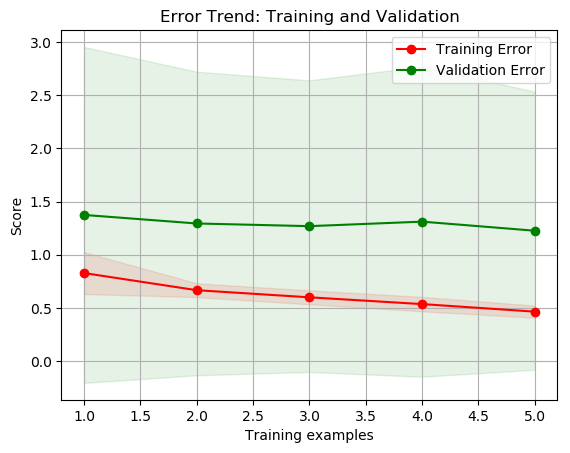 Error Trend: Training and Validation
Training Error
Validation Error
Score
3.0
2.5
2.0
1.5
1.0
0.5
0.0
1.0 1.5 2.0 2.5 3.0 3.5 4.0 4.5 5.0
Training examples